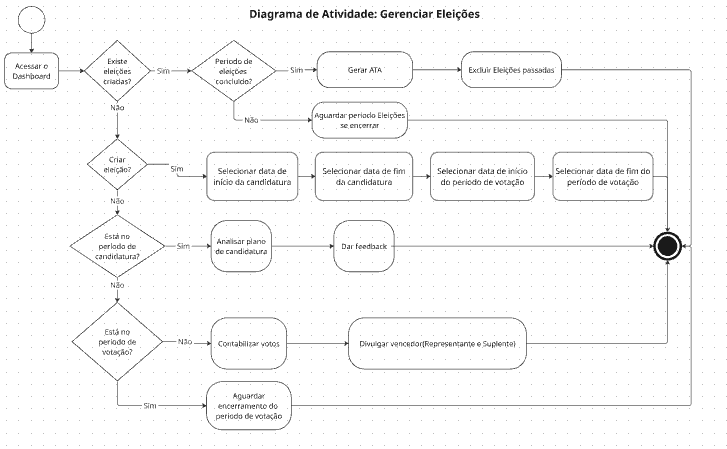 Diagrama de Atividade: Gerenciar Eleições
Acessar o
Dashboard
Existe
eleições
criadas?
Sim
Período de
eleições
concluído?
Sim
Gerar ATA
Excluir Eleições passadas
Não
Não
Aguardar período Eleições
se encerrar
Criar
eleição?
Sim
Selecionar data de
início da candidatura
Selecionar data de fim
da candidatura
Selecionar data de início
do período de votação
Selecionar data de fim do
período de votação
Não
Está no
período de
candidatura?
Sim
Analisar plano
de candidatura
Dar feedback
Não
Está no
período de
votação?
Não
Contabilizar votos
Divulgar vencedor(Representante e Suplente)
Sim
Aguardar
encerramento do
período de votação